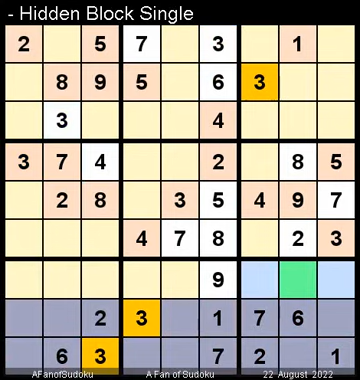 - Hidden Block Single
2 5 7 3 1
8 9 5 6 3
3 4
3 7 4 2 8 5
2 8 3 5 4 9 7
4 7 8 2 3
9
2 3 1 7 6
6 3 7 2 1
AFanofSudoku A Fan of Sudoku 22 August 2022